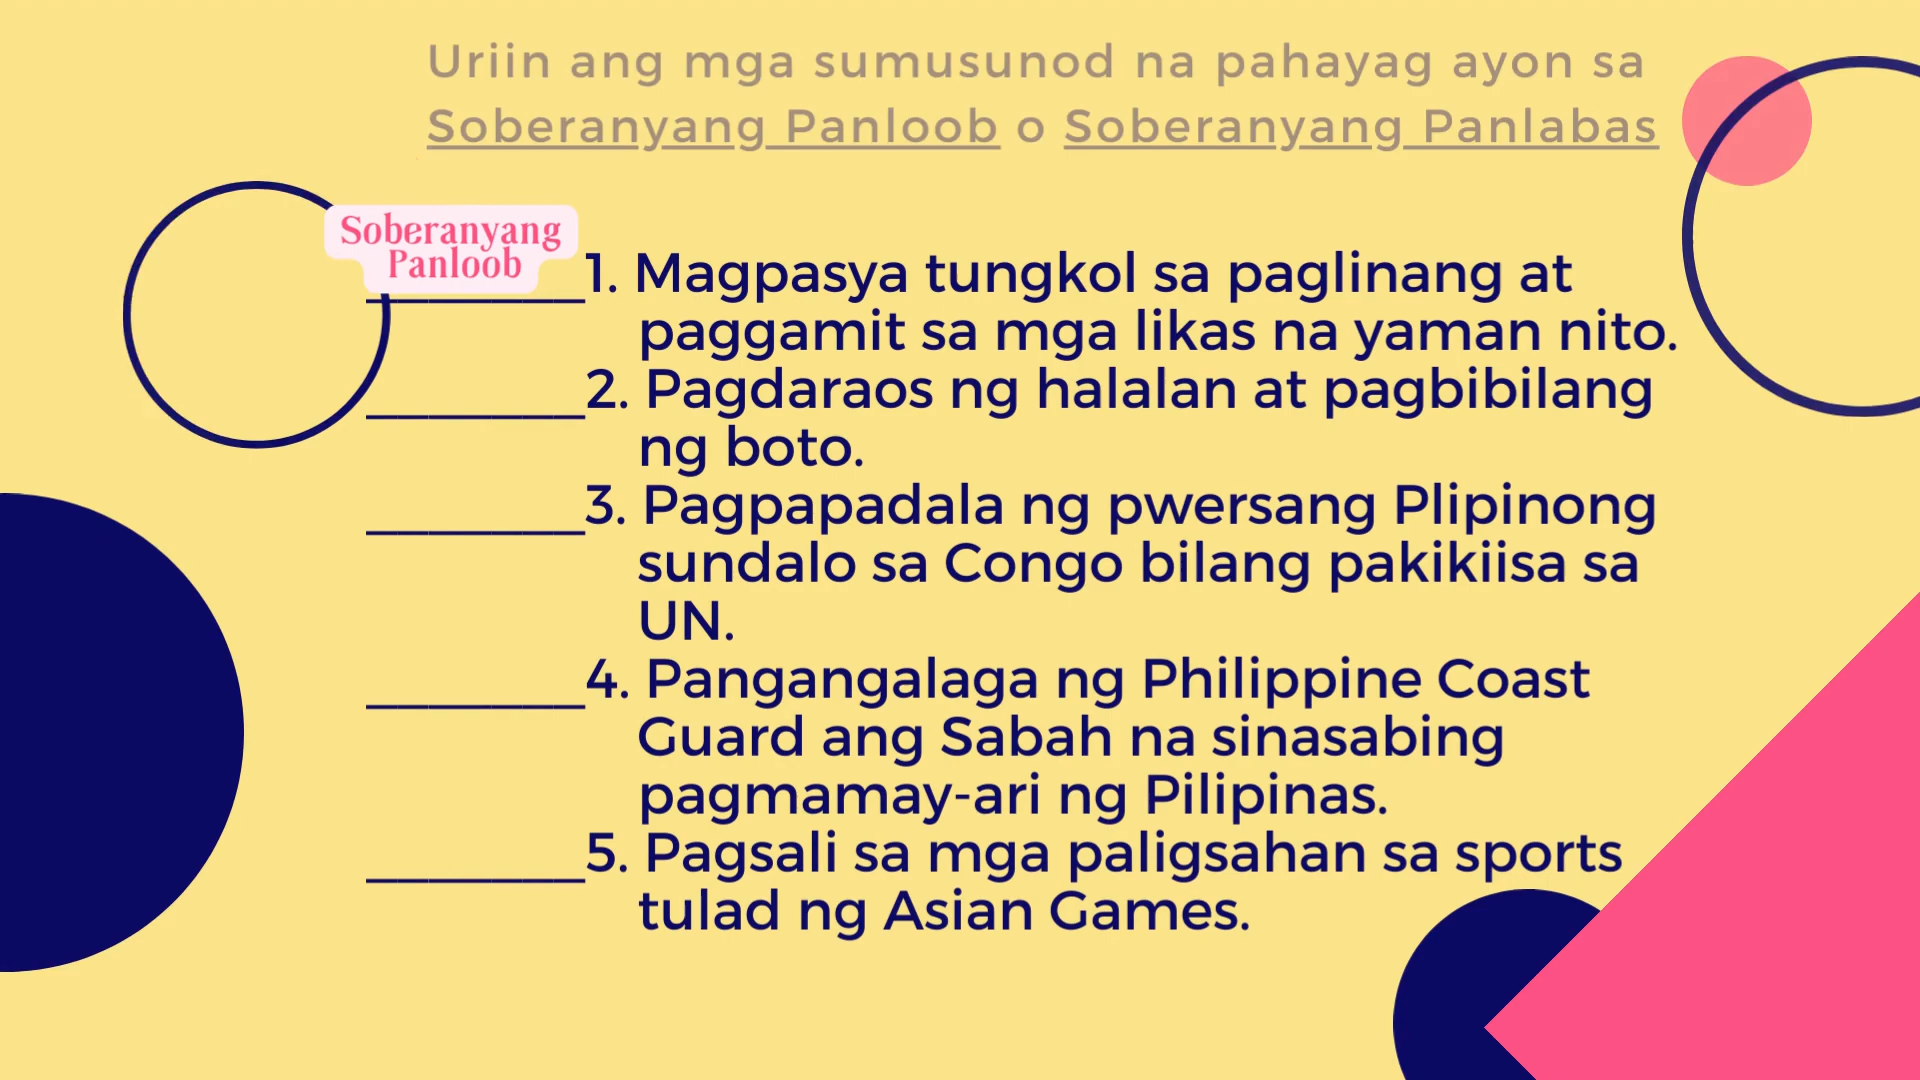 Uriin ang mga sumusunod na pahayag ayon sa
Soberanyang Panloob o Soberanyang Panlabas
Soberanyang
Panloob
________1. Magpasya tungkol sa paglinang at
paggamit sa mga likas na yaman nito.
________2. Pagdaraos ng halalan at pagbibilang
ng boto.
________3. Pagpapadala ng pwersang Plipinong
sundalo sa Congo bilang pakikiisa sa
UN.
________4. Pangangalaga ng Philippine Coast
Guard ang Sabah na sinasabing
pagmamay-ari ng Pilipinas.
________5. Pagsali sa mga paligsahan sa sports
tulad ng Asian Games.